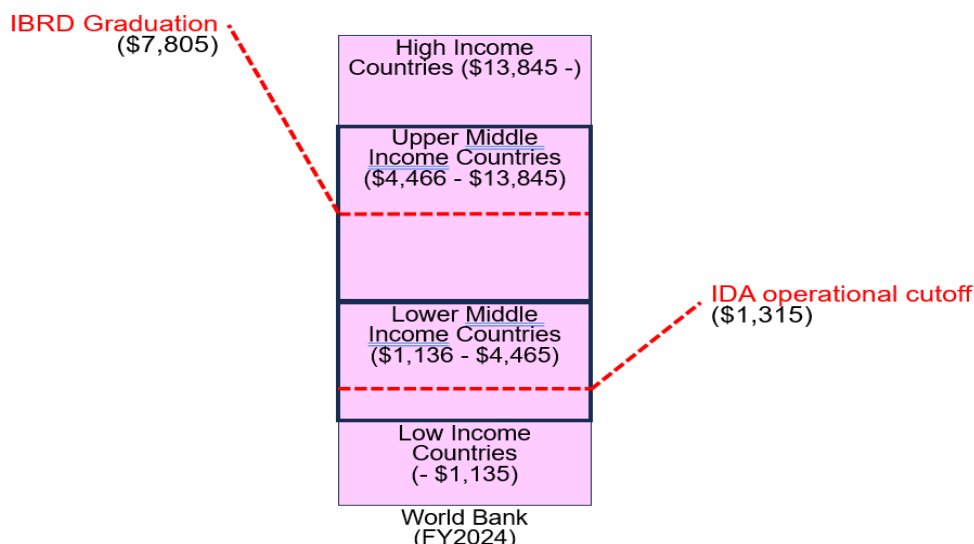 IBRD Graduation
($7,805)
High Income
Countries ($13,845 -)
Upper Middle
Income Countries
($4,466 - $13,845)
IDA operational cutoff
($1,315)
Lower Middle
Income Countries
($1,136 - $4,465)
Low Income
Countries
(- $1,135)
World Bank
(FY2024)